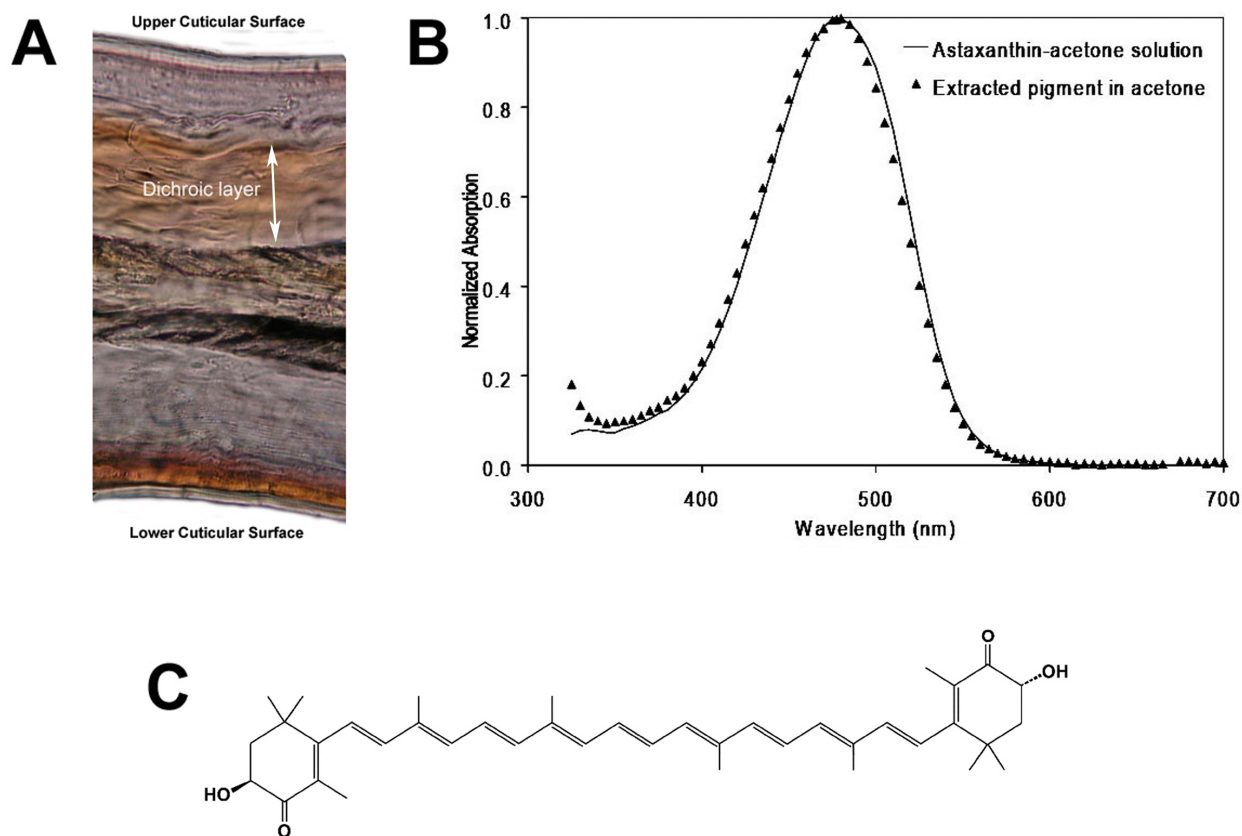 A
Upper Cuticular Surface
Dichroic layer
Lower Cuticular Surface
B
Normalized Absorption
1.0
0.8
0.6
0.4
0.2
0.0
300
400
500
600
700
Wavelength (nm)
Astaxanthin-acetone solution
Extracted pigment in acetone
C
O
OH
HO
O